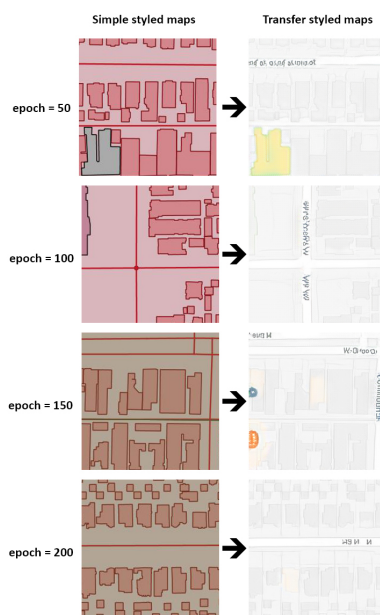 Simple styled maps Transfer styled maps
epoch = 50
epoch = 100
epoch = 150
epoch = 200